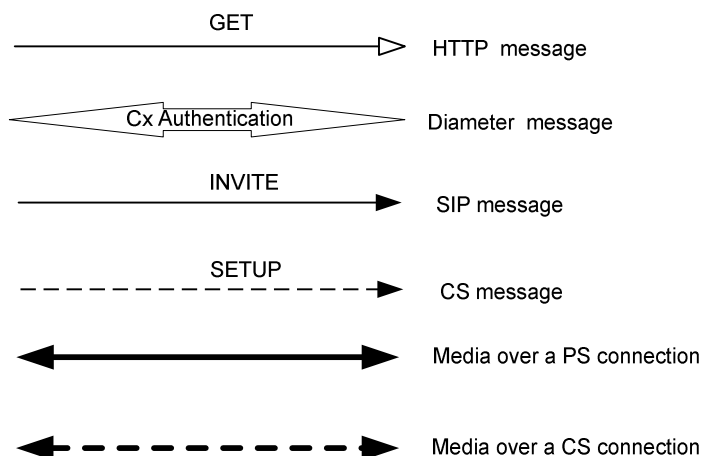 GET
HTTP message
Cx Authentication
Diameter message
INVITE
SIP message
SETUP
CS message
Media over a PS connection
Media over a CS connection